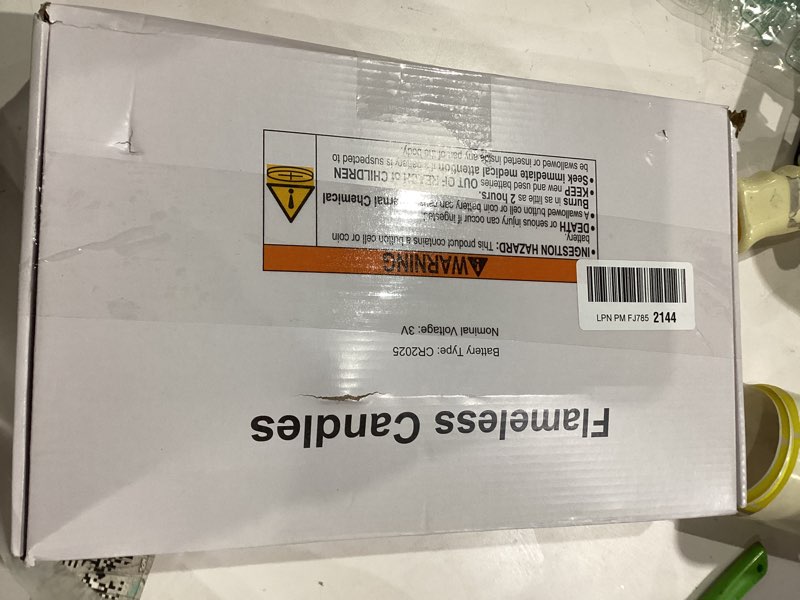 Flameless Candles
Battery Type: CR2025
Nominal Voltage: 3V
WARNING
• INGESTION HAZARD: This product contains a button cell or coin
battery.
• DEATH or serious injury can occur if ingested.
• A swallowed button cell or coin battery can Internal Chemical
Burns in as little as 2 hours.
• KEEP new and used batteries OUT OF REACH of CHILDREN
• Seek immediate medical attention if a battery is suspected to
be swallowed or inserted inside any part of the body
LPN PM FJ765 2144